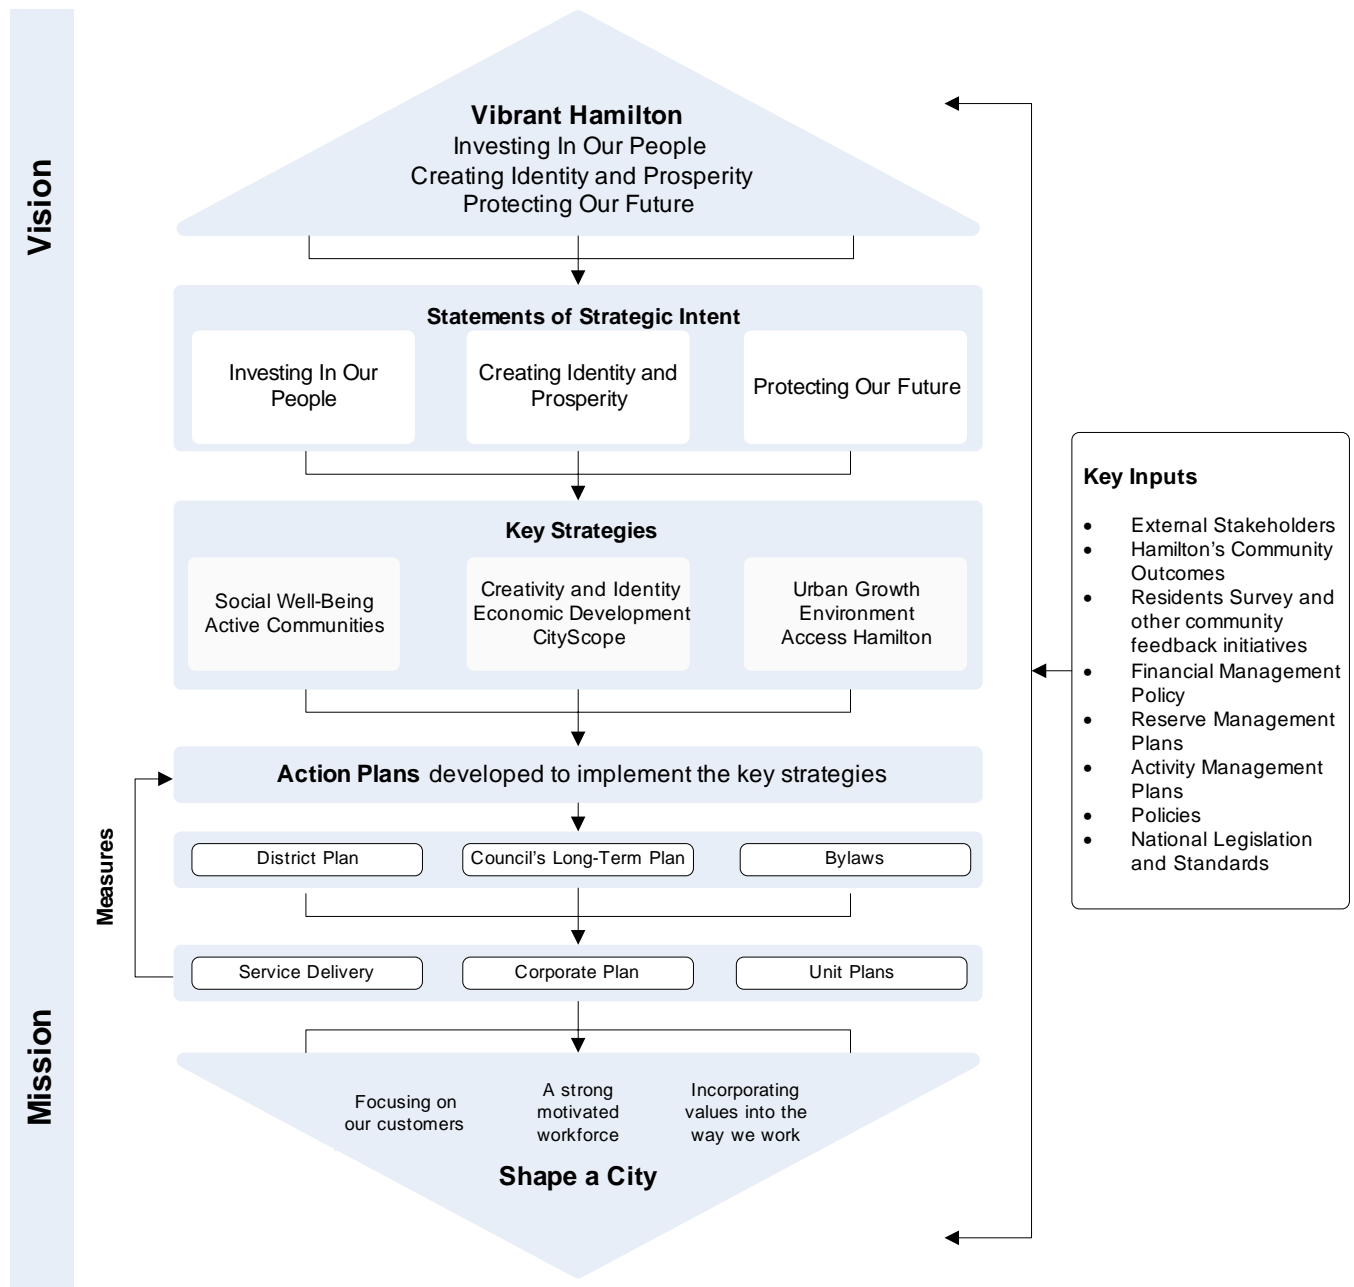 Vision
Vibrant Hamilton
Investing In Our People
Creating Identity and Prosperity
Protecting Our Future
Statements of Strategic Intent
Investing In Our
People
Creating Identity and
Prosperity
Protecting Our Future
Key Strategies
Social Well-Being
Active Communities
Creativity and Identity
Economic Development
CityScope
Urban Growth
Environment
Access Hamilton
Action Plans developed to implement the key strategies
Measures
District Plan
Council's Long-Term Plan
Bylaws
Service Delivery
Corporate Plan
Unit Plans
Mission
Focusing on
our customers
A strong
motivated
workforce
Incorporating
values into the
way we work
Shape a City
Key Inputs
• External Stakeholders
• Hamilton's Community
Outcomes
• Residents Survey and
other community
feedback initiatives
• Financial Management
Policy
• Reserve Management
Plans
• Activity Management
Plans
• Policies
• National Legislation
and Standards